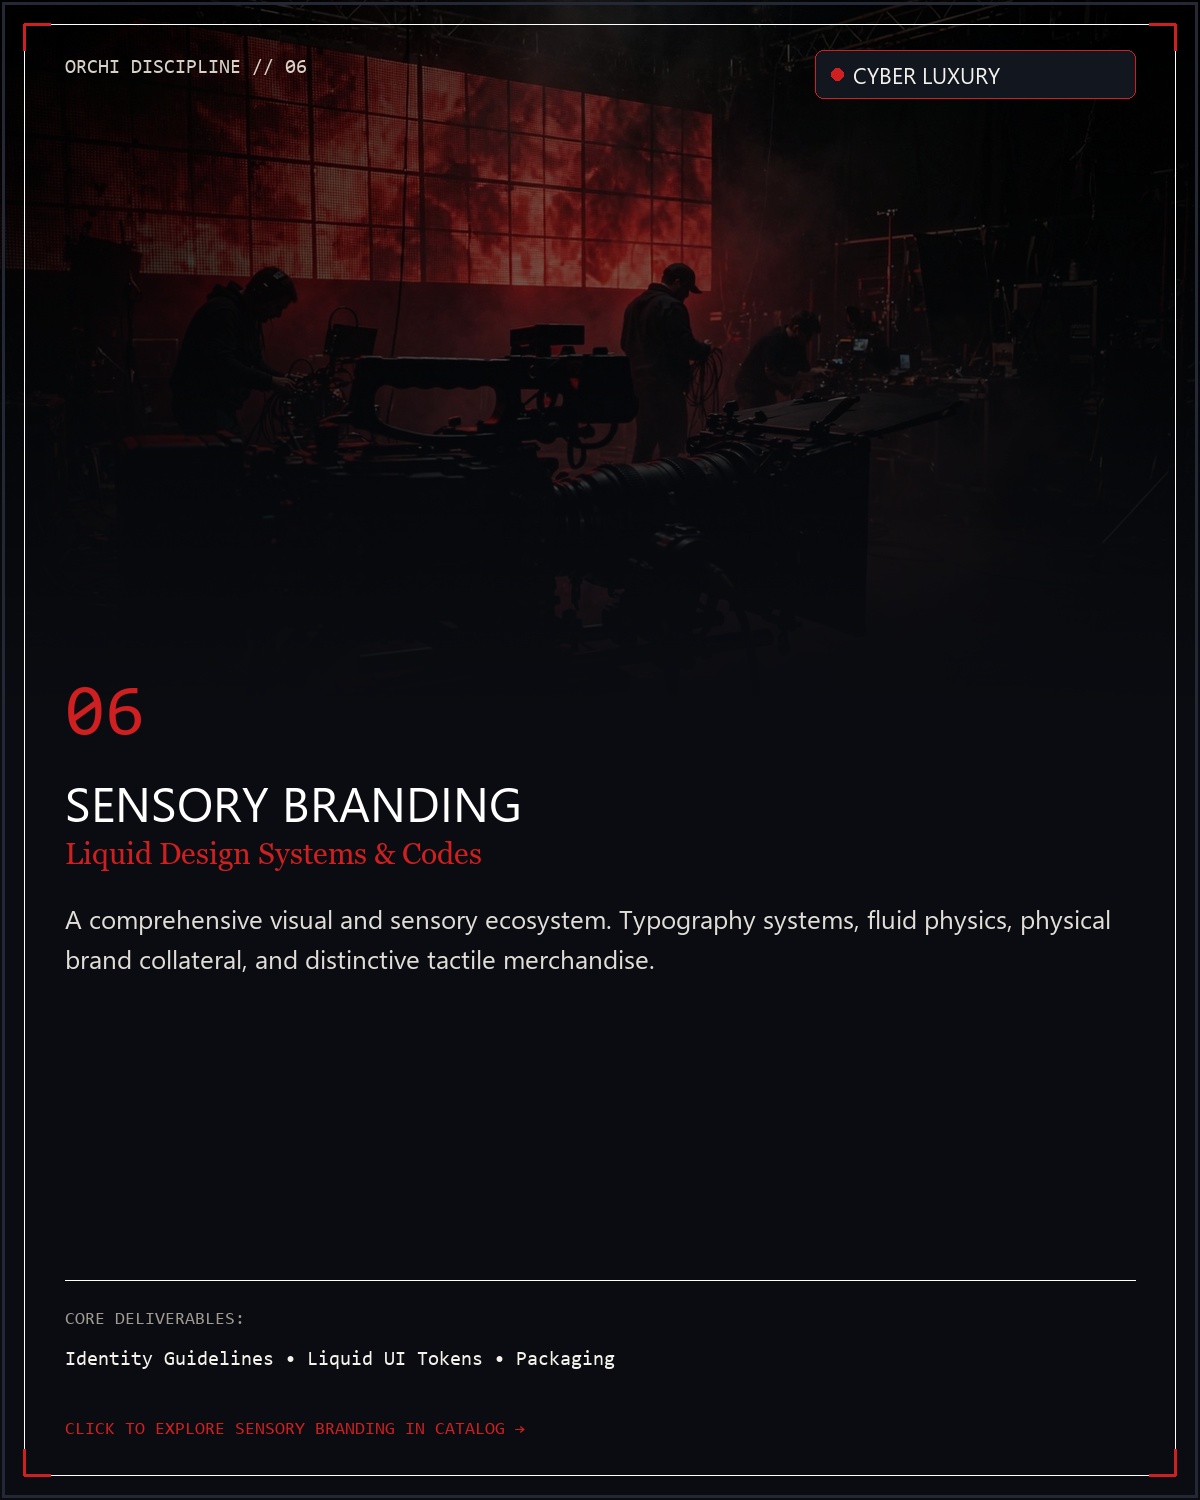 ORCHI DISCIPLINE // 06
CYBER LUXURY
06
SENSORY BRANDING
Liquid Design Systems & Codes
A comprehensive visual and sensory ecosystem. Typography systems, fluid physics, physical
brand collateral, and distinctive tactile merchandise.
CORE DELIVERABLES:
Identity Guidelines • Liquid UI Tokens • Packaging
CLICK TO EXPLORE SENSORY BRANDING IN CATALOG →